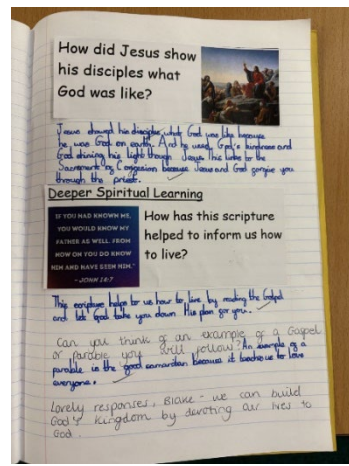 How did Jesus show
his disciples what
God was like?
Jesus showed his disciples what God was like because
he was God on earth. And he used God's kindness and
God shining his light through Jesus. This links to the
Sacrament of Confession because Jesus and God forgive you
through the priest.
Deeper Spiritual Learning
IF YOU HAD KNOWN ME,
YOU WOULD KNOW MY
FATHER AS WELL. FROM
NOW ON YOU DO KNOW
HIM AND HAVE SEEN HIM."
- JOHN 14:7
How has this scripture
helped to inform us how
to live?
This scripture helps to us how to live by reading the Gospel
and let God take you down His plan for you.
Can you think of an example of a Gospel
or parable you will follow? An example of a
parable is the good samaritan because it teaches us to love
everyone.
Lovely responses, Blake - we can build
God's Kingdom by devoting our lives to
God.